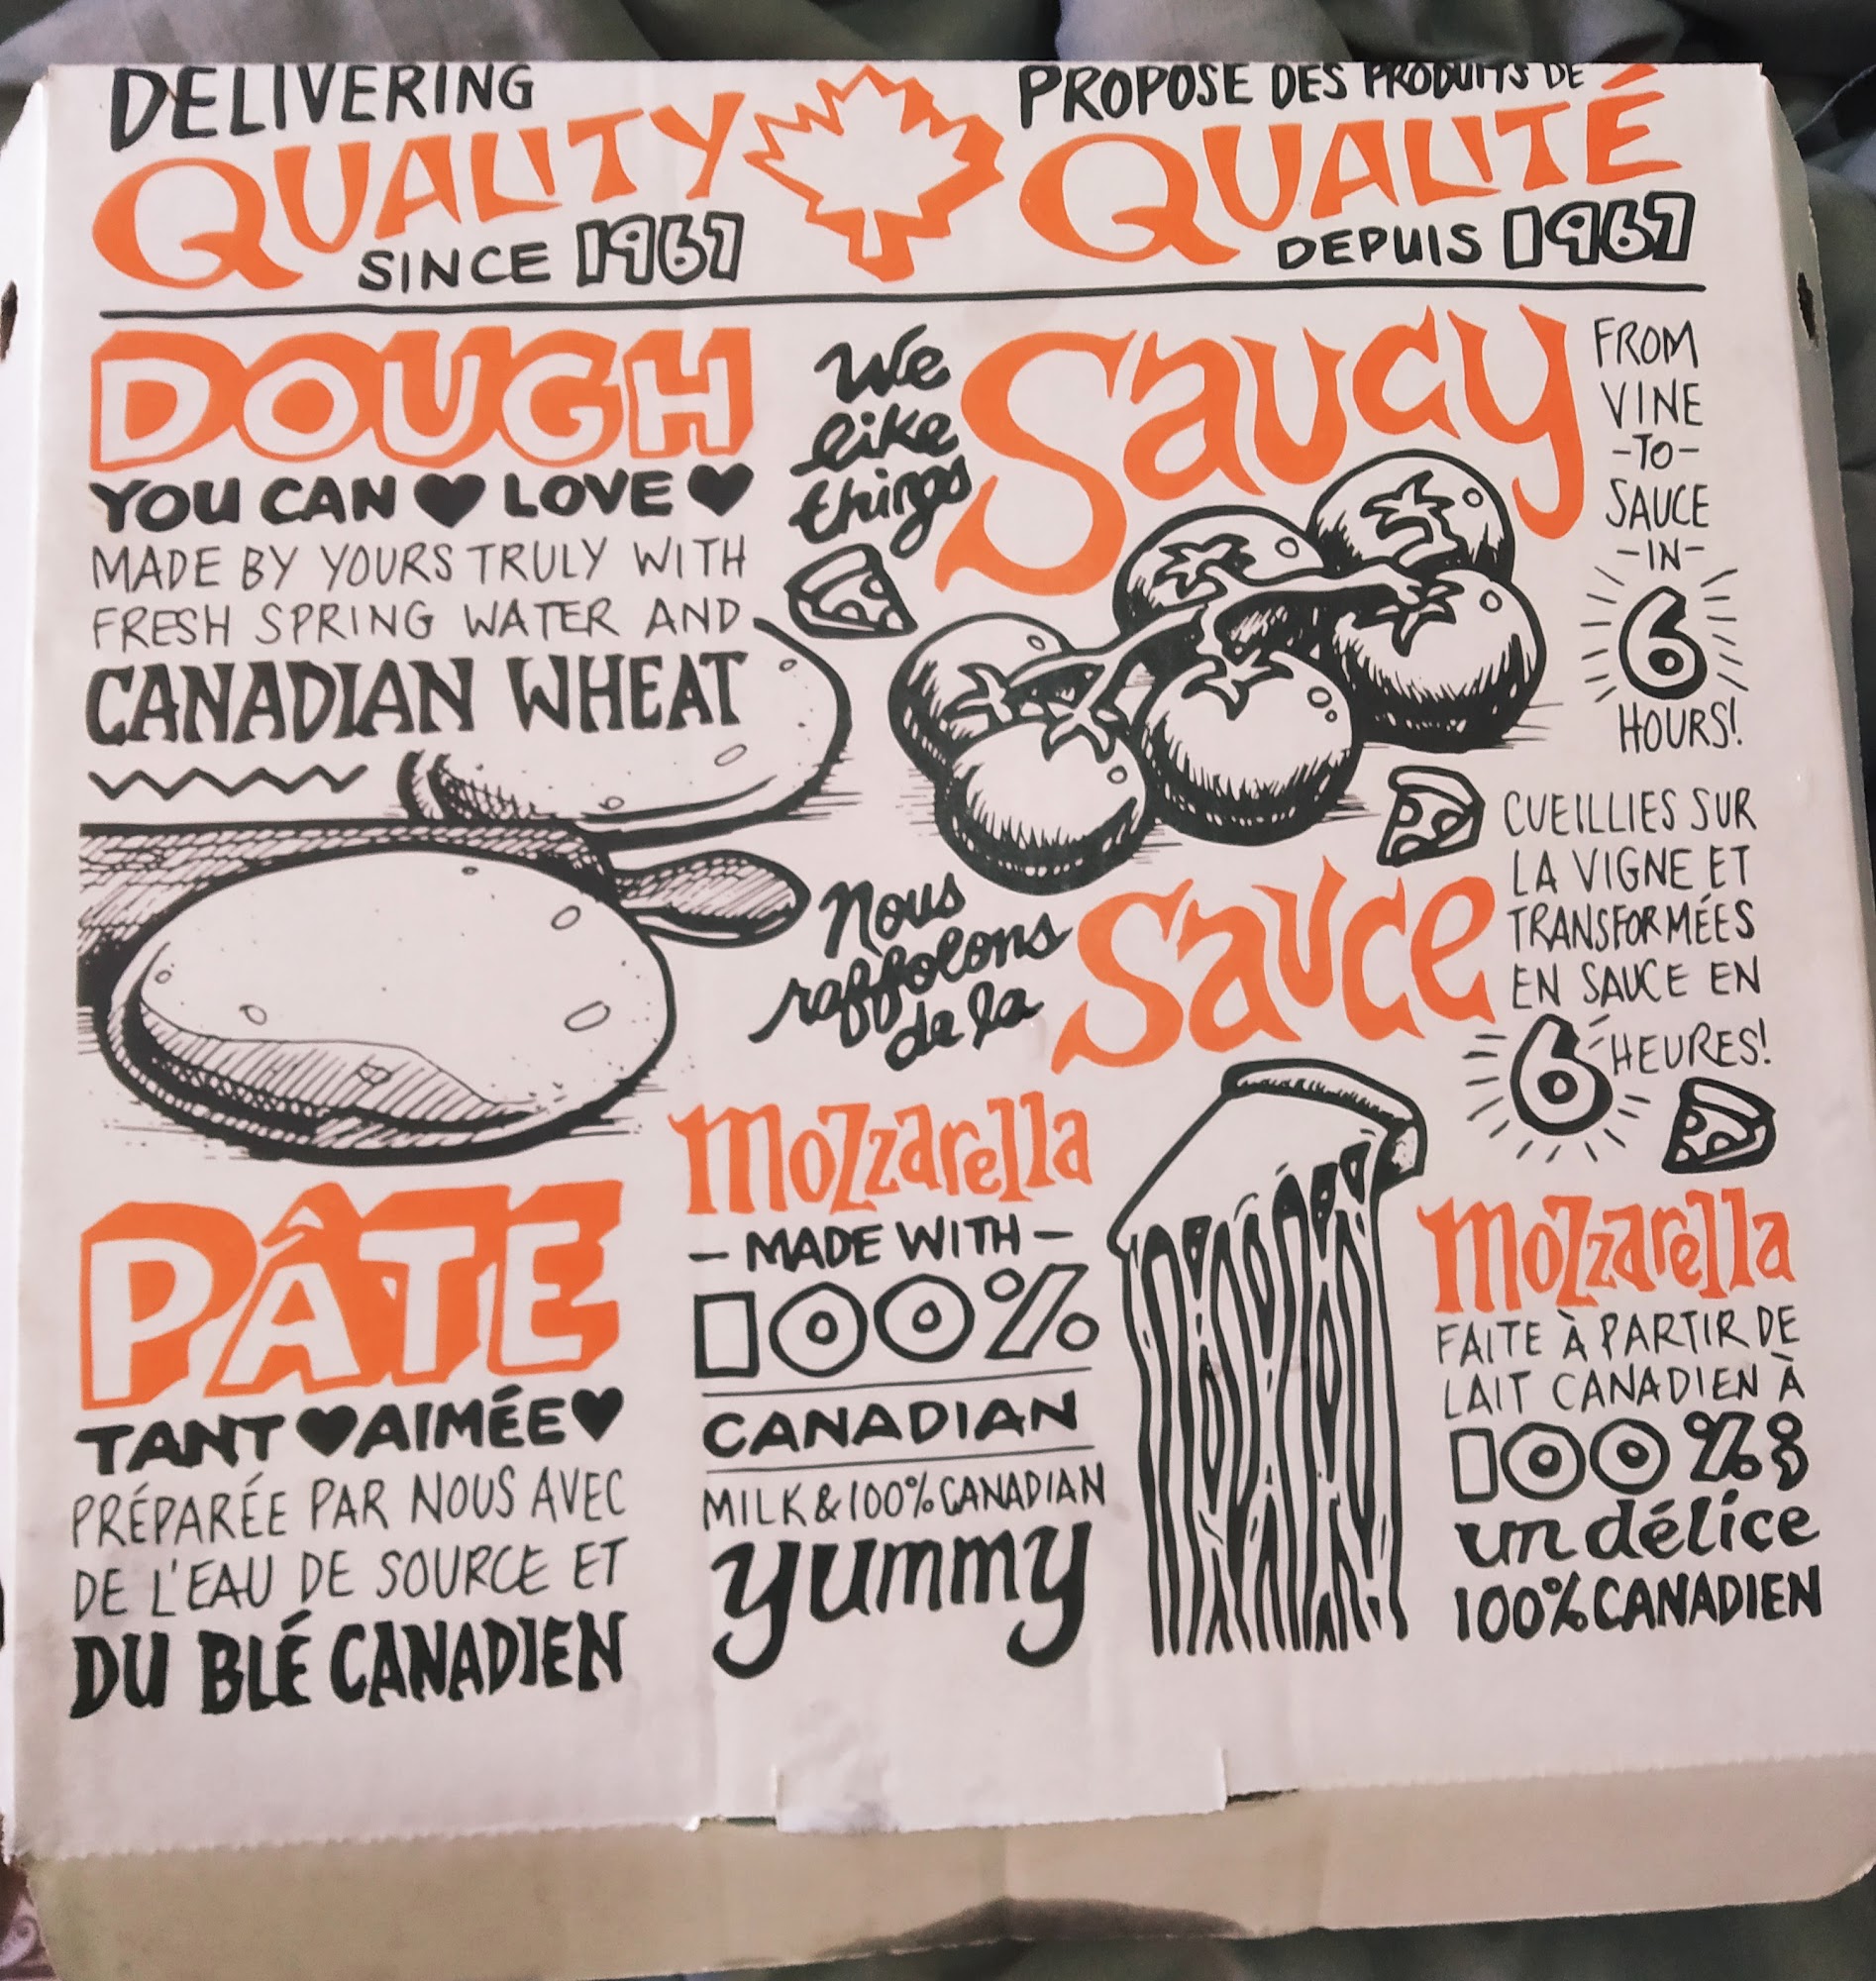 DELIVERING
QUALITY
SINCE 1967
PROPOSE DES PRODUITS DE
QUALITÉ
DEPUIS 1967
DOUGH
YOU CAN LOVE
MADE BY YOURS TRULY WITH
FRESH SPRING WATER AND
CANADIAN WHEAT
We
like
things
SAUCY
FROM
VINE
-TO-
SAUCE
-IN-
6
HOURS!
Nous
raffolons
de la
SAUCE
CUEILLIES SUR
LA VIGNE ET
TRANSFORMÉES
EN SAUCE EN
6 HEURES!
PÂTE
TANT AIMÉE
PRÉPARÉE PAR NOUS AVEC
DE L'EAU DE SOURCE ET
DU BLÉ CANADIEN
mozzarella
- MADE WITH -
100%
CANADIAN
MILK & 100% CANADIAN
yummy
mozzarella
FAITE À PARTIR DE
LAIT CANADIEN À
100% &
un délice
100% CANADIEN